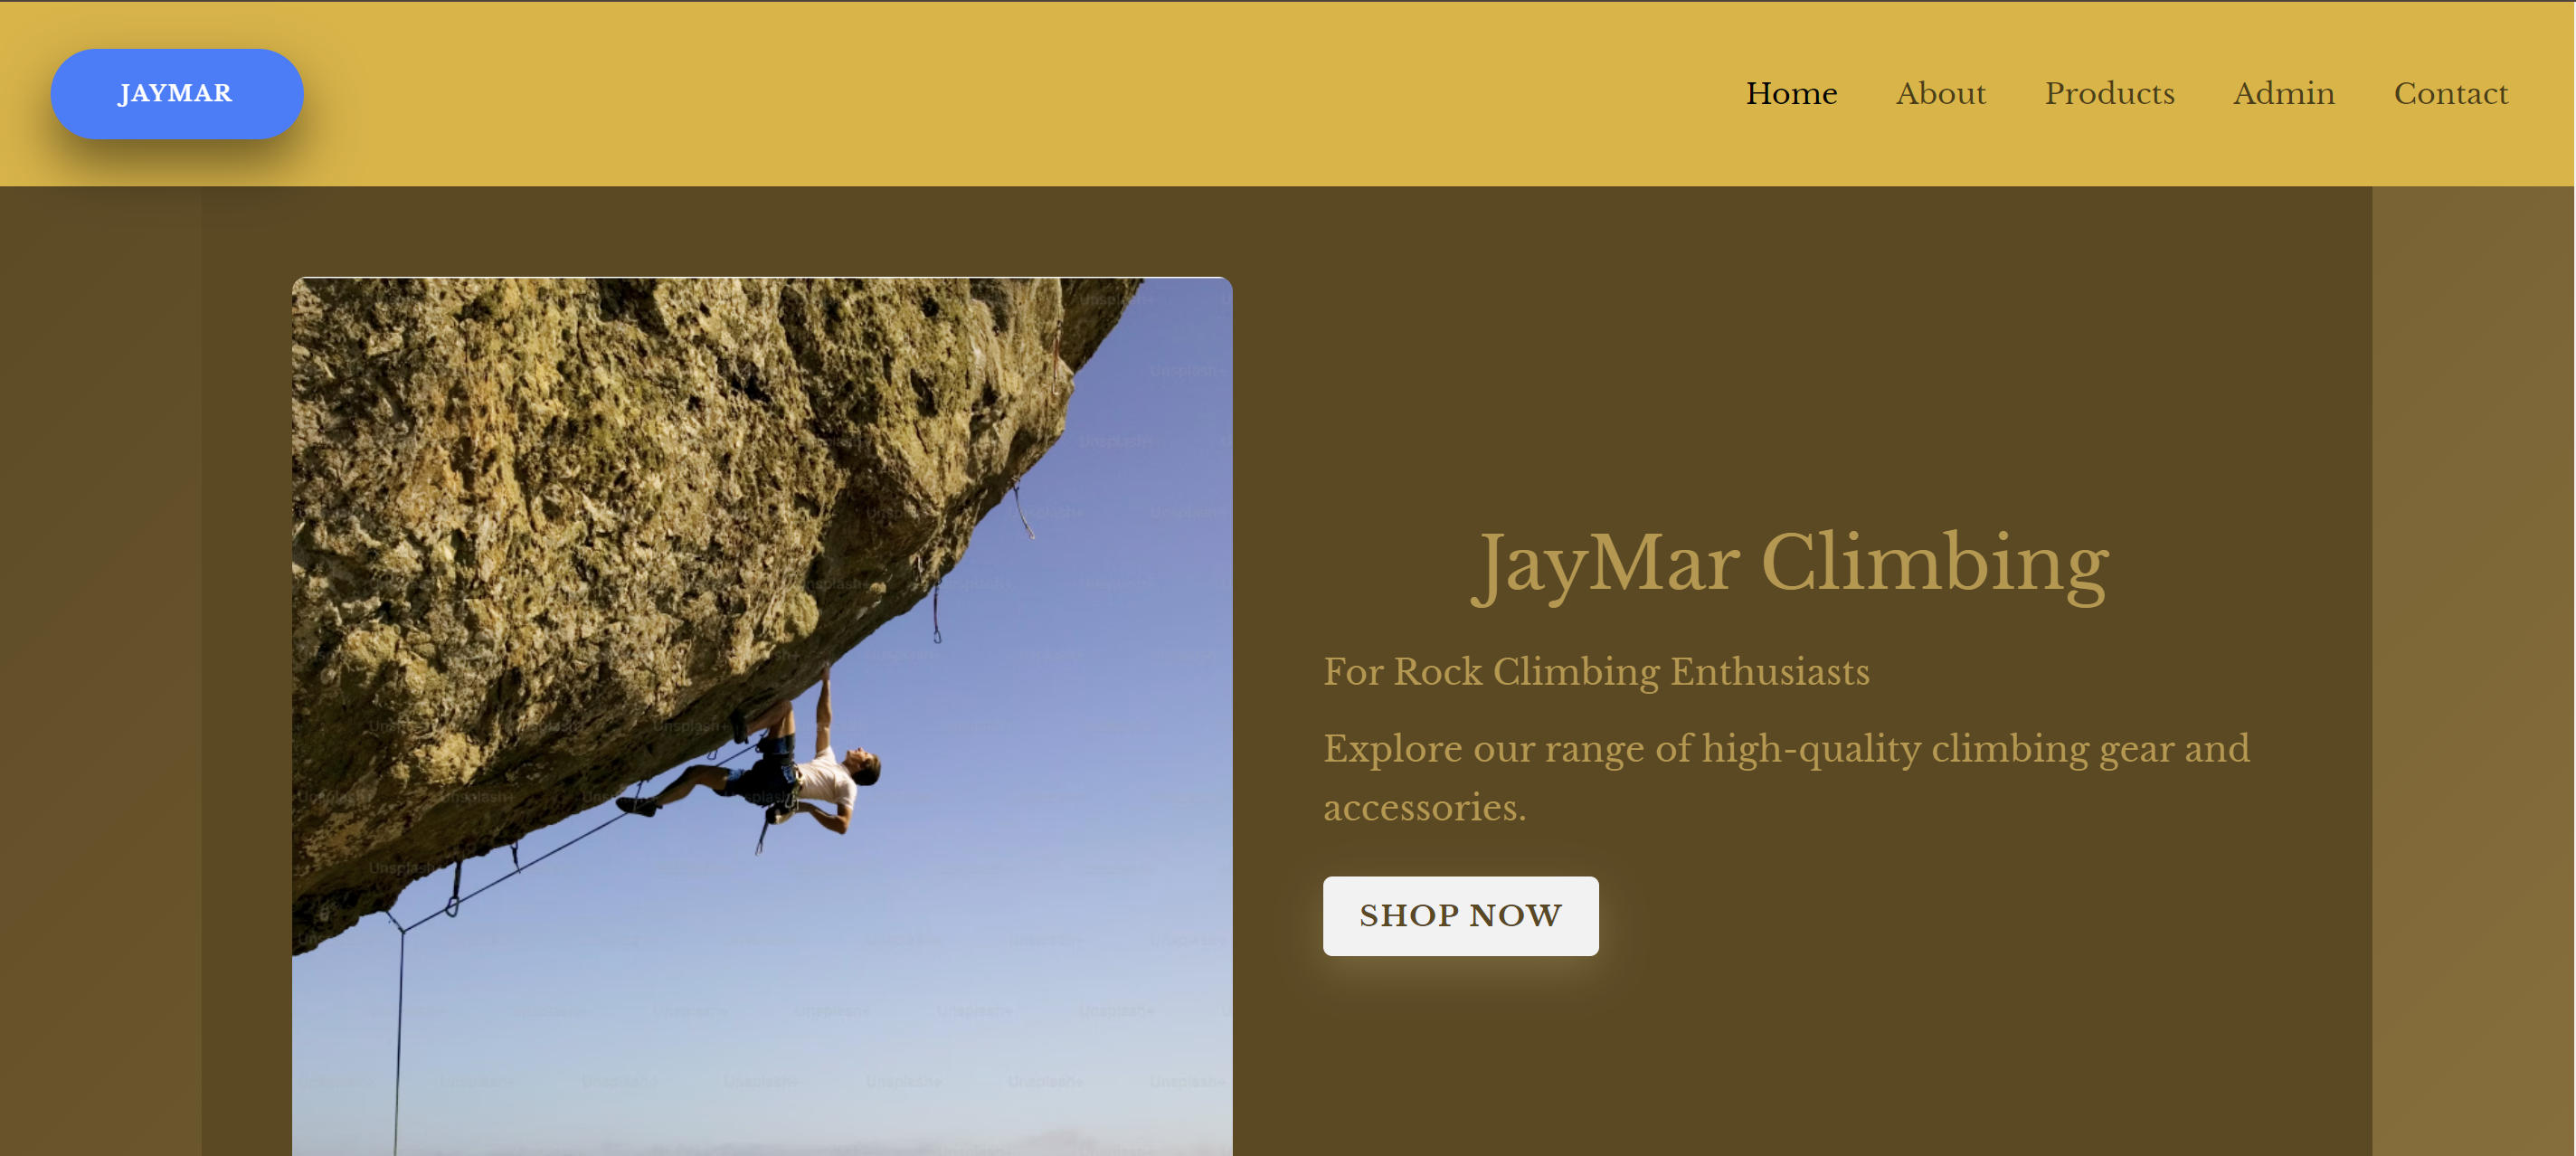 JAYMAR
Home About Products Admin Contact
JayMar Climbing
For Rock Climbing Enthusiasts
Explore our range of high-quality climbing gear and
accessories.
SHOP NOW
Unsplash+